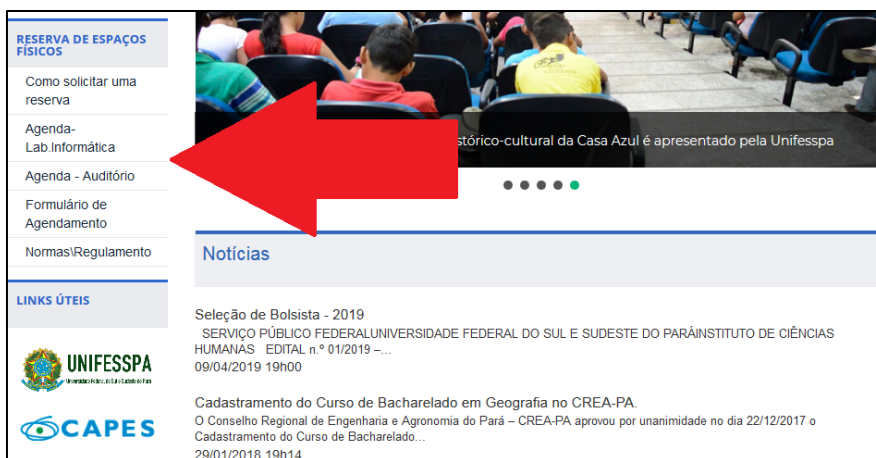 RESERVA DE ESPAÇOS
FÍSICOS
Como solicitar uma
reserva
Agenda-
Lab.Informática
Agenda - Auditório
Formulário de
Agendamento
Normas\Regulamento
LINKS ÚTEIS
UNIFESSPA
CAPES
stórico-cultural da Casa Azul é apresentado pela Unifesspa
Notícias
Seleção de Bolsista - 2019
SERVIÇO PÚBLICO FEDERALUNIVERSIDADE FEDERAL DO SUL E SUDESTE DO PARÁINSTITUTO DE CIÊNCIAS
HUMANAS EDITAL n.º 01/2019 –...
09/04/2019 19h00
Cadastramento do Curso de Bacharelado em Geografia no CREA-PA.
O Conselho Regional de Engenharia e Agronomia do Pará – CREA-PA aprovou por unanimidade no dia 22/12/2017 o
Cadastramento do Curso de Bacharelado...
29/01/2018 19h14